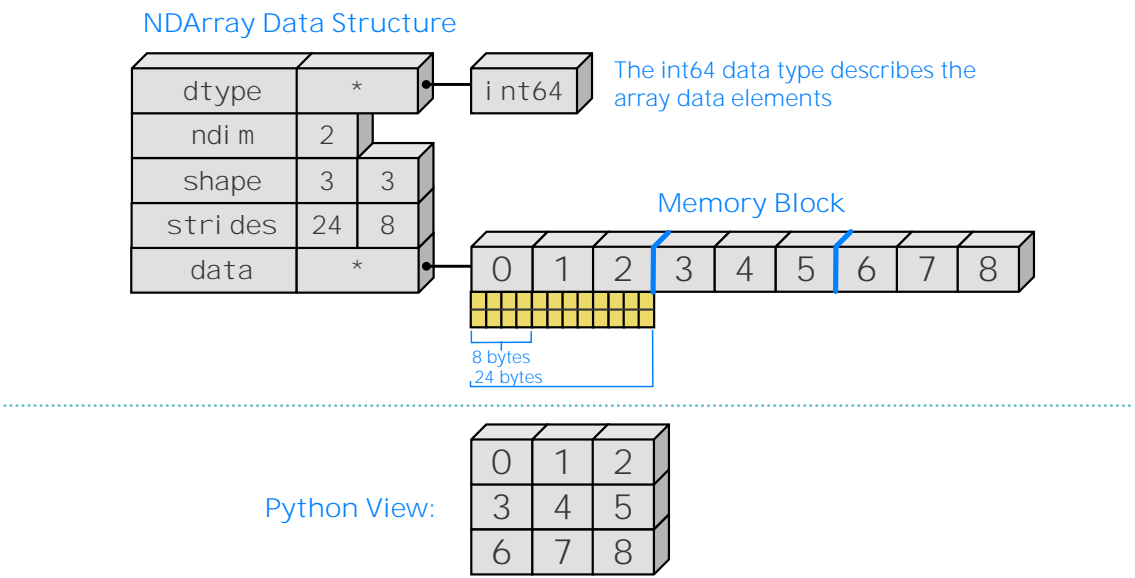 NDArray Data Structure
dtype * int64
The int64 data type describes the
array data elements
ndim 2
shape 3 3
strides 24 8
Memory Block
data * 0 1 2 3 4 5 6 7 8
8 bytes
24 bytes
Python View:
0 1 2
3 4 5
6 7 8